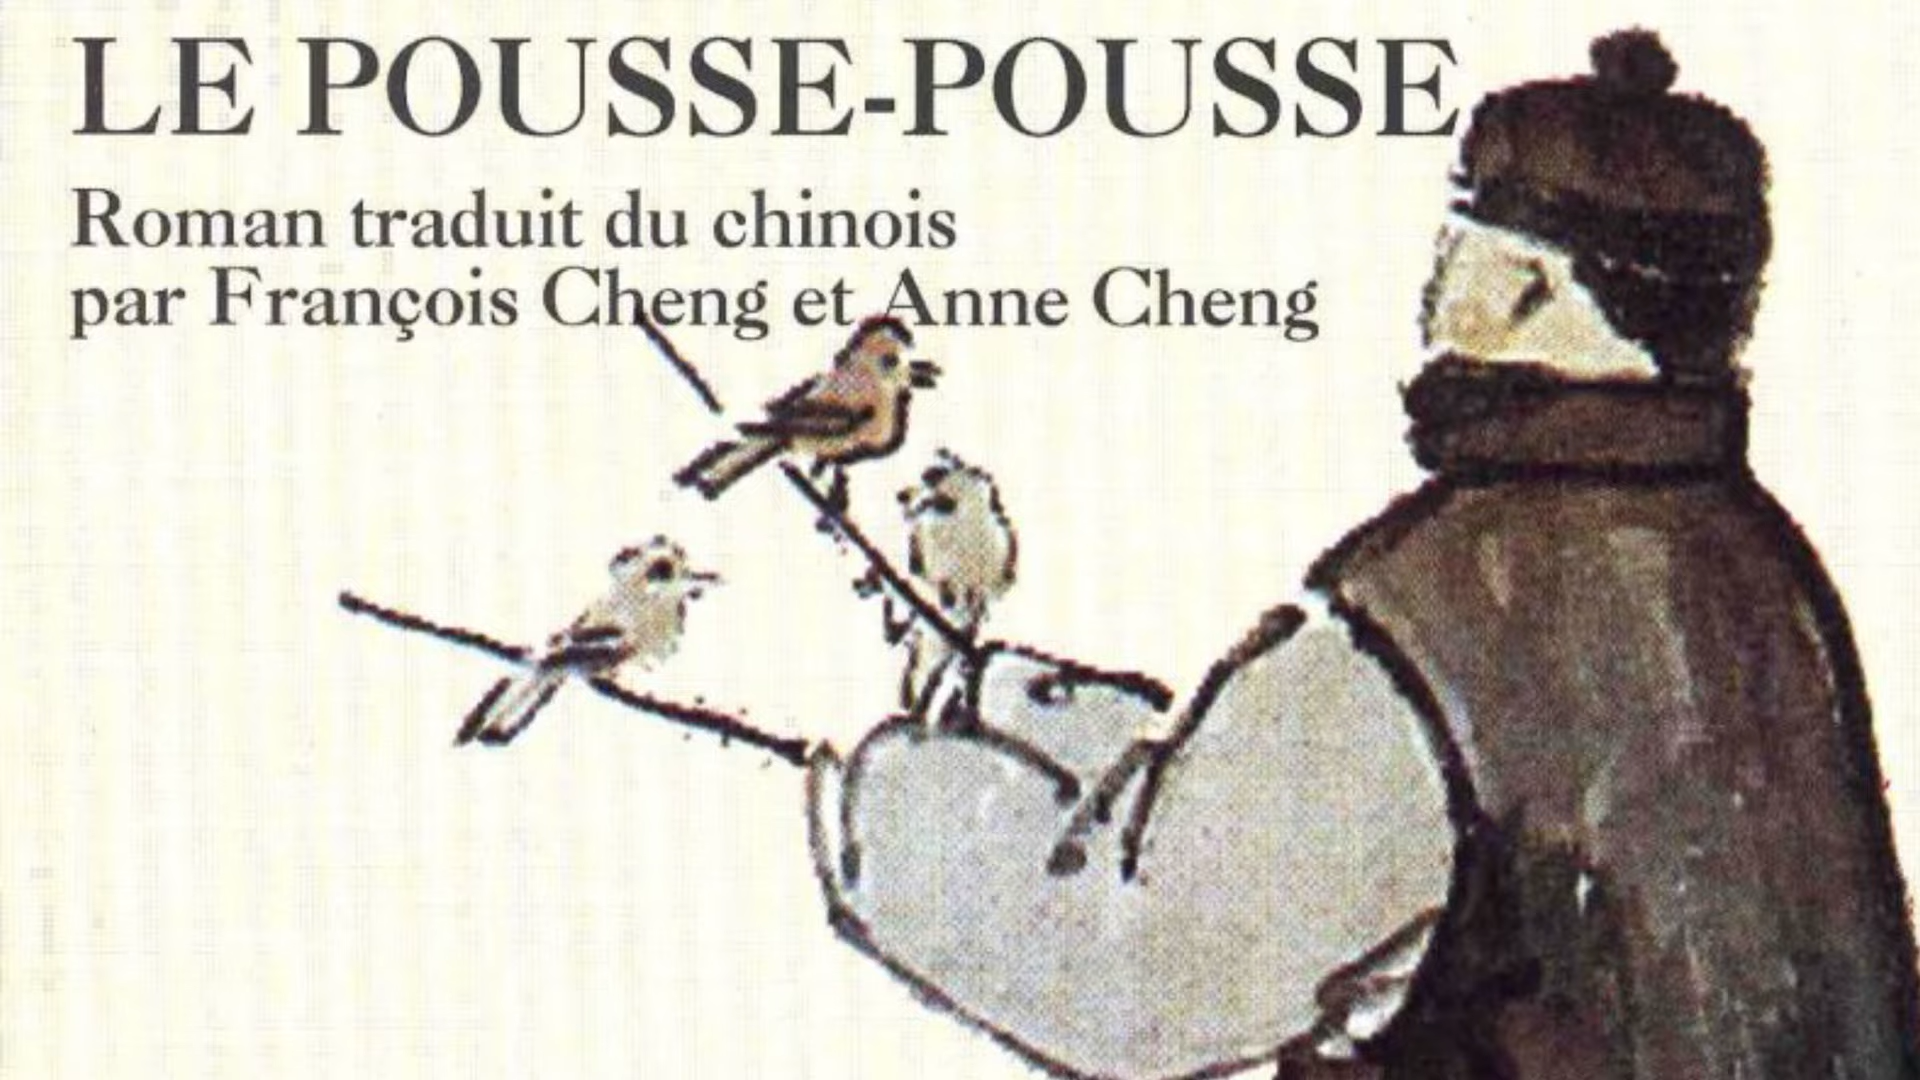 LE POUSSE-POUSSE
Roman traduit du chinois
par François Cheng et Anne Cheng